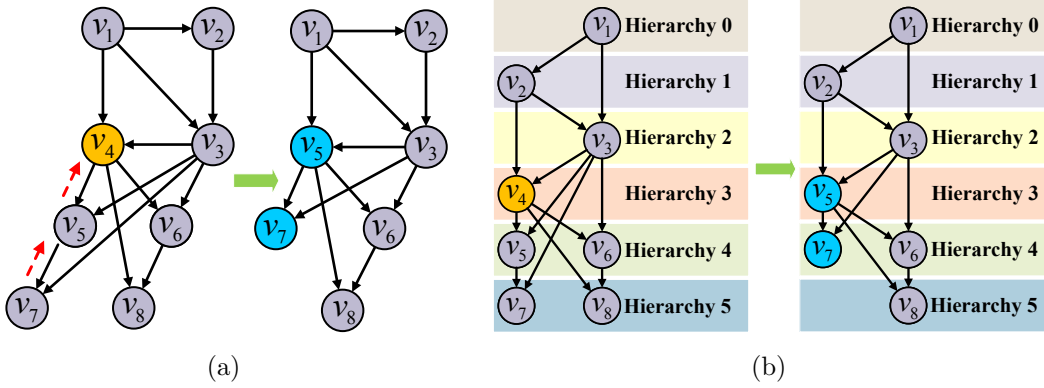 v1 v2
v4 v3
v5 v6
v7 v8
v1 v2
v5 v3
v7 v6
v8
(a)
v1 Hierarchy 0
v2 Hierarchy 1
v3 Hierarchy 2
v4 Hierarchy 3
v5 v6 Hierarchy 4
v7 v8 Hierarchy 5
v1 Hierarchy 0
v2 Hierarchy 1
v3 Hierarchy 2
v5 Hierarchy 3
v7 v6 Hierarchy 4
v8 Hierarchy 5
(b)